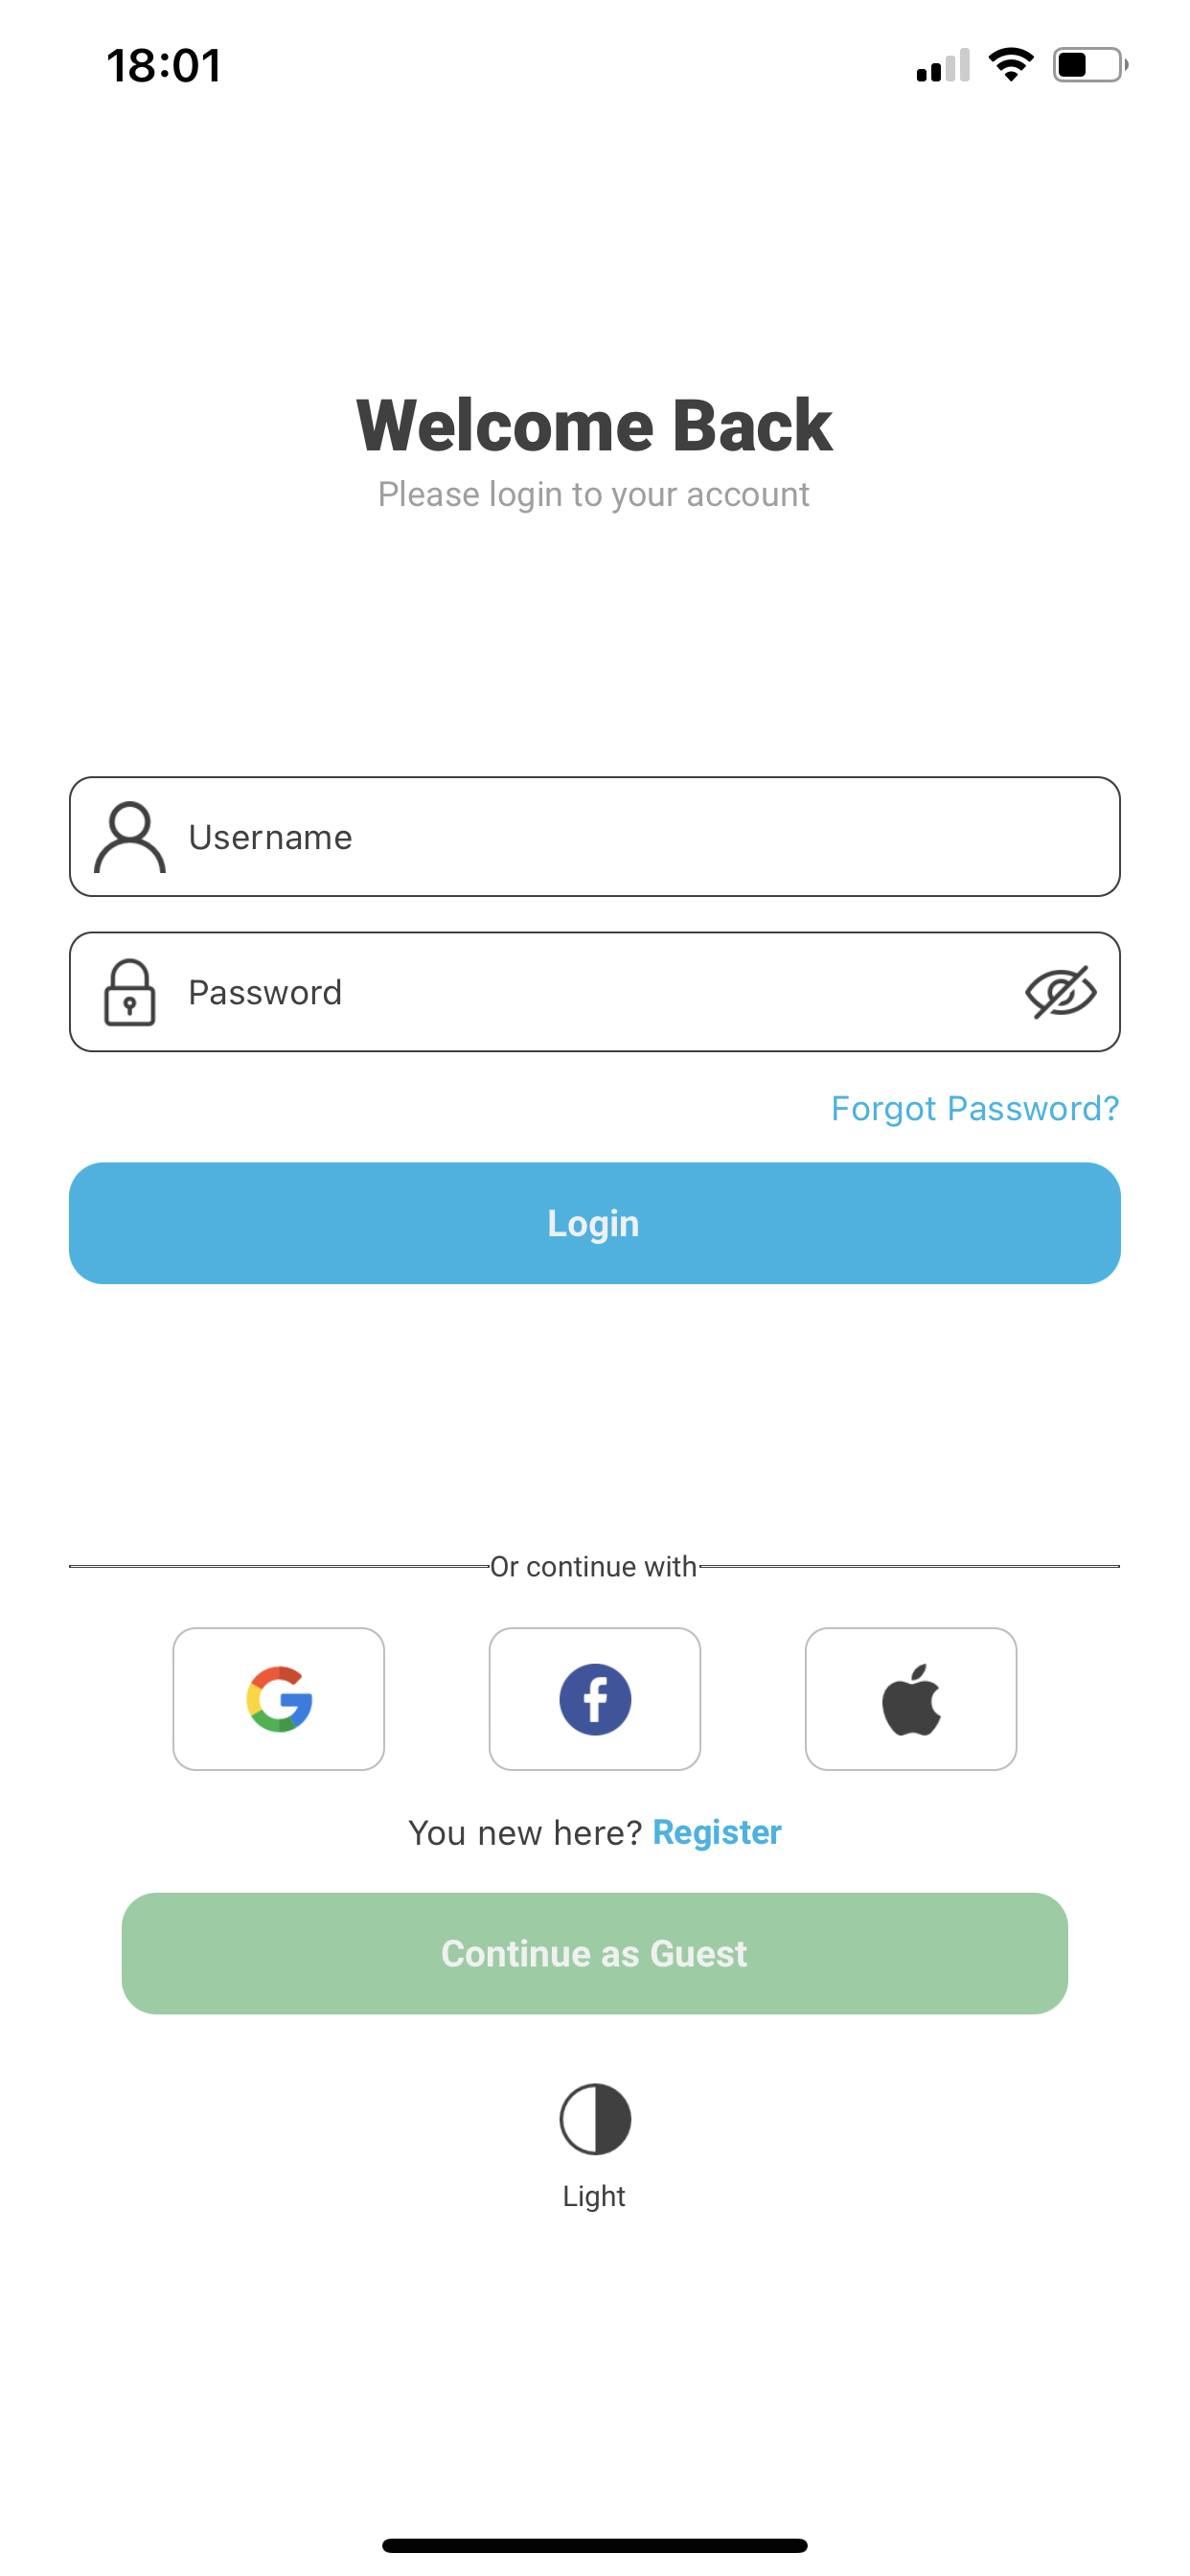 18:01
Welcome Back
Please login to your account
Username
Password
Forgot Password?
Login
Or continue with
You new here? Register
Continue as Guest
Light